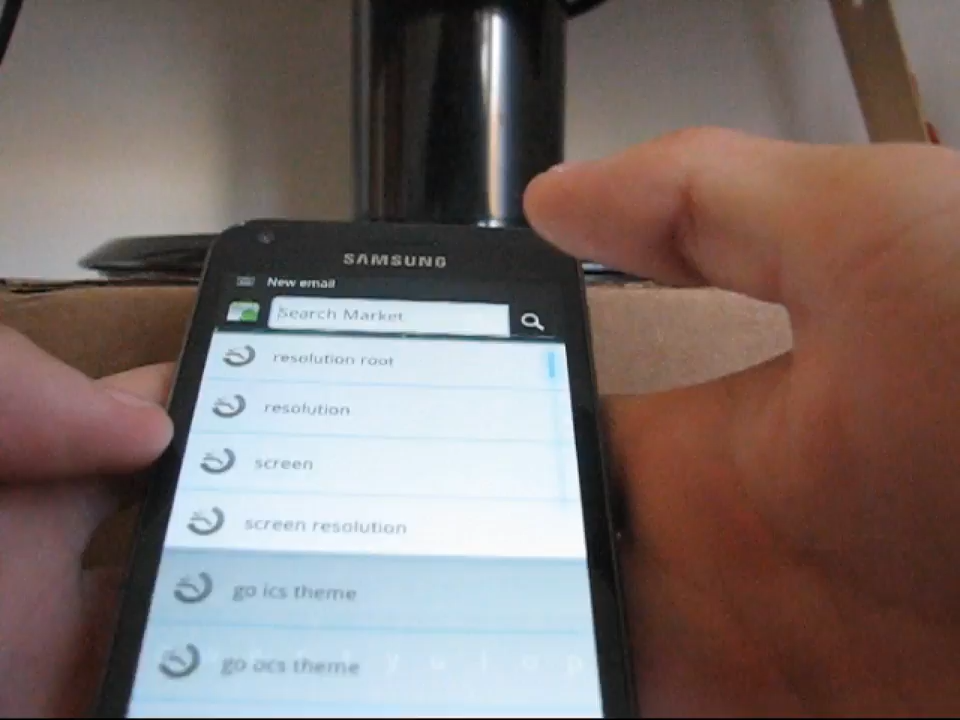 SAMSUNG
New email
Search Market
resolution root
resolution
screen
screen resolution
go ics theme
go ocs theme
y u i o p